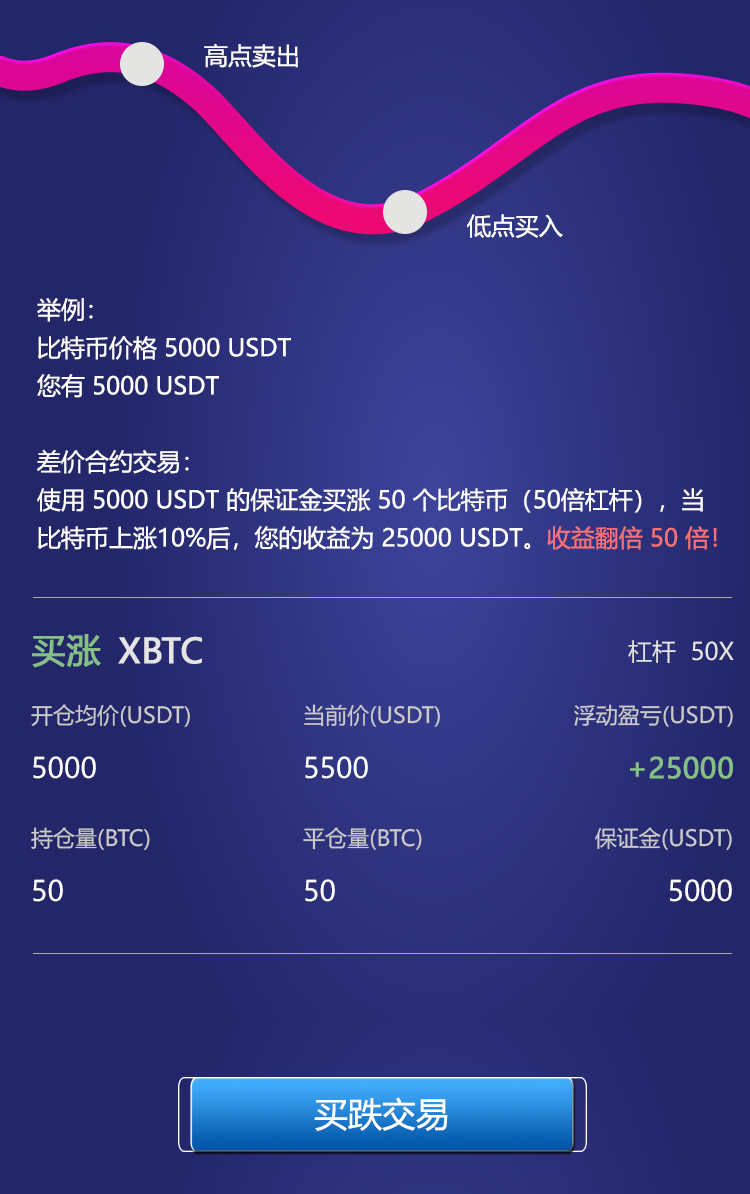 高点卖出
低点买入
举例：
比特币价格 5000 USDT
您有 5000 USDT
差价合约交易：
使用 5000 USDT 的保证金买涨 50 个比特币（50倍杠杆），当
比特币上涨10%后，您的收益为 25000 USDT。收益翻倍 50 倍！
买涨 XBTC 杠杆 50X
开仓均价(USDT) 当前价(USDT) 浮动盈亏(USDT)
5000 5500 +25000
持仓量(BTC) 平仓量(BTC) 保证金(USDT)
50 50 5000
买跌交易